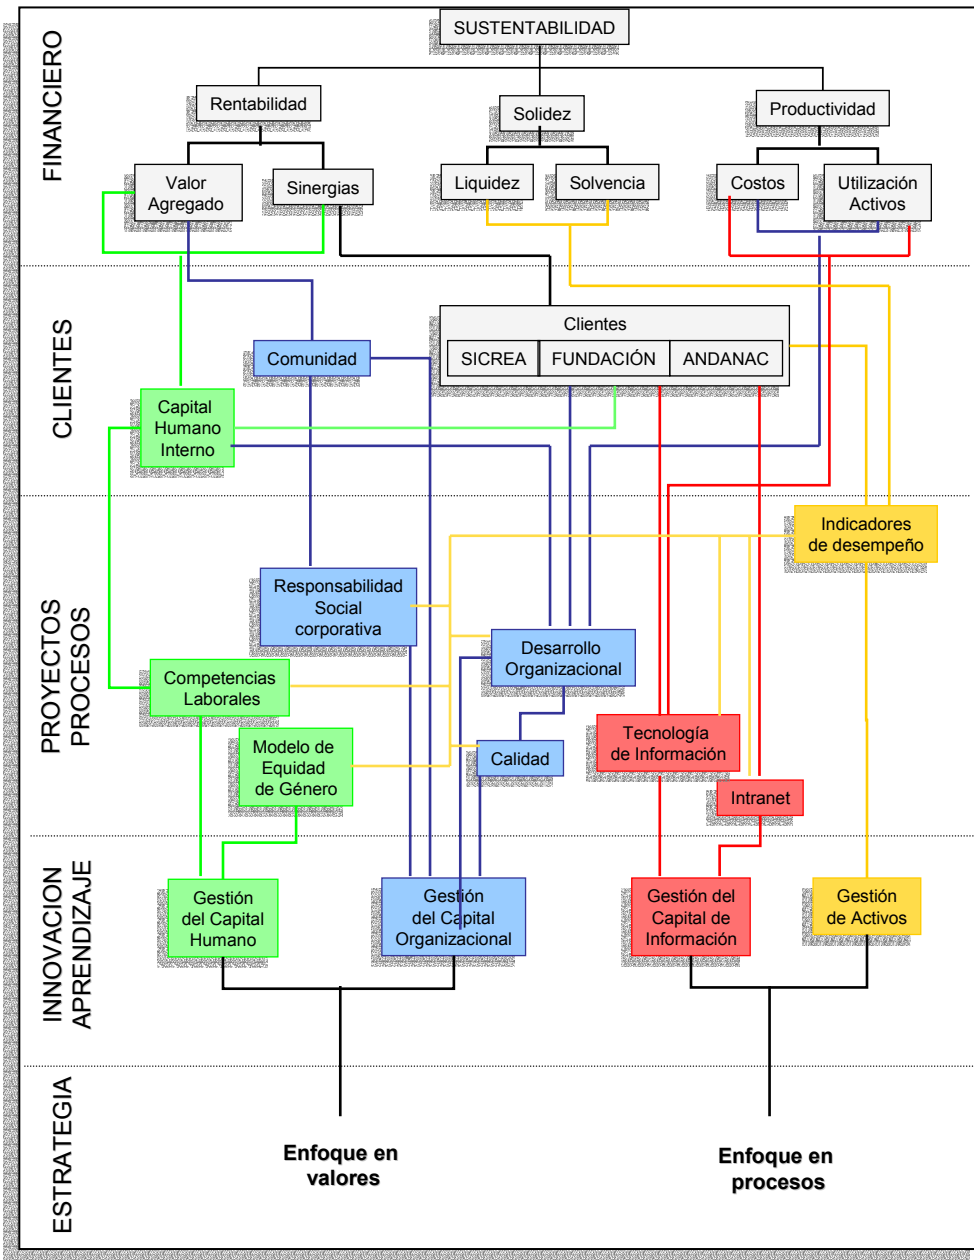 FINANCIERO
SUSTENTABILIDAD
Rentabilidad
Solidez
Productividad
Valor
Agregado
Sinergias
Liquidez
Solvencia
Costos
Utilización
Activos
CLIENTES
Clientes
SICREA
FUNDACIÓN
ANDANAC
Comunidad
Capital
Humano
Interno
PROYECTOS
PROCESOS
Indicadores
de desempeño
Responsabilidad
Social
corporativa
Desarrollo
Organizacional
Competencias
Laborales
Tecnología
de Información
Modelo de
Equidad
de Género
Calidad
Intranet
INNOVACION
APRENDIZAJE
Gestión
del Capital
Humano
Gestión
del Capital
Organizacional
Gestión del
Capital de
Información
Gestión
de Activos
ESTRATEGIA
Enfoque en
valores
Enfoque en
procesos